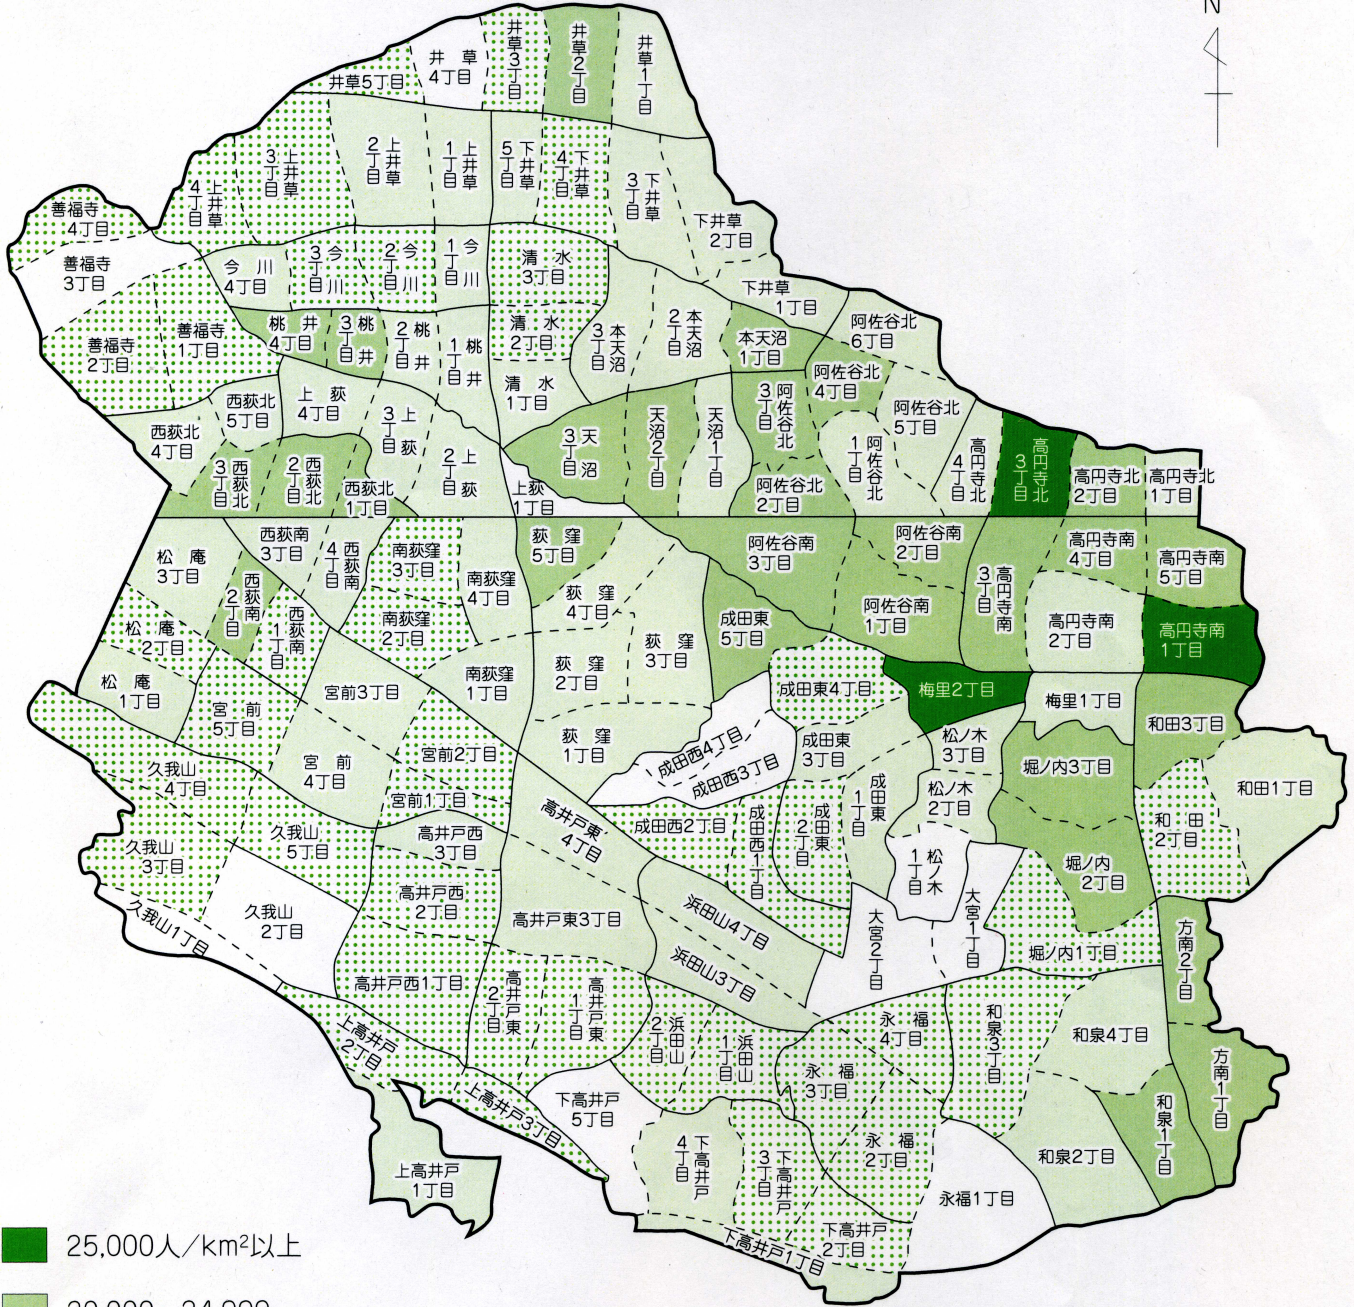 N
井草5丁目
井草
4丁目
井草3丁目
井草2丁目
井草1丁目
上井草
4丁目
上井草
3丁目
上井草
2丁目
上井草
1丁目
下井草
5丁目
下井草
4丁目
下井草
3丁目
下井草
2丁目
下井草
1丁目
善福寺
4丁目
善福寺
3丁目
善福寺
2丁目
善福寺
1丁目
今川
4丁目
今川
3丁目
今川
2丁目
今川
1丁目
清水
3丁目
清水
2丁目
清水
1丁目
桃井
4丁目
桃井
3丁目
桃井
2丁目
桃井
1丁目
本天沼
3丁目
本天沼
2丁目
本天沼
1丁目
阿佐谷北
6丁目
阿佐谷北
4丁目
阿佐谷北
5丁目
阿佐谷北
3丁目
阿佐谷北
1丁目
阿佐谷北
2丁目
西荻北
5丁目
西荻北
4丁目
西荻北
3丁目
西荻北
2丁目
西荻北
1丁目
上荻
4丁目
上荻
3丁目
上荻
2丁目
上荻
1丁目
天沼
3丁目
天沼2丁目
天沼1丁目
高円寺北
4丁目
高円寺北
3丁目
高円寺北
2丁目
高円寺北
1丁目
松庵
3丁目
松庵
2丁目
松庵
1丁目
西荻南
3丁目
西荻南
4丁目
西荻南
2丁目
西荻南
1丁目
南荻窪
3丁目
南荻窪
2丁目
南荻窪
4丁目
南荻窪
1丁目
荻窪
5丁目
荻窪
4丁目
荻窪
3丁目
荻窪
2丁目
荻窪
1丁目
阿佐谷南
3丁目
阿佐谷南
2丁目
阿佐谷南
1丁目
高円寺南
3丁目
高円寺南
4丁目
高円寺南
5丁目
高円寺南
2丁目
高円寺南
1丁目
成田東
5丁目
成田東4丁目
成田東
3丁目
成田東
2丁目
成田東
1丁目
梅里2丁目
梅里1丁目
和田3丁目
和田
2丁目
和田1丁目
宮前
5丁目
宮前3丁目
宮前
4丁目
宮前2丁目
宮前1丁目
成田西4丁目
成田西3丁目
成田西2丁目
成田西1丁目
松ノ木
3丁目
松ノ木
2丁目
松ノ木
1丁目
堀ノ内3丁目
堀ノ内
2丁目
堀ノ内1丁目
久我山
4丁目
久我山
3丁目
久我山
5丁目
久我山
2丁目
久我山1丁目
高井戸西
3丁目
高井戸西
2丁目
高井戸西1丁目
高井戸東
4丁目
高井戸東3丁目
高井戸東
2丁目
高井戸東
1丁目
浜田山4丁目
浜田山3丁目
浜田山
2丁目
浜田山
1丁目
大宮2丁目
大宮1丁目
方南2丁目
方南1丁目
永福
4丁目
永福
3丁目
永福
2丁目
永福1丁目
和泉3丁目
和泉4丁目
和泉2丁目
和泉1丁目
上高井戸
2丁目
上高井戸3丁目
上高井戸
1丁目
下高井戸
5丁目
下高井戸
4丁目
下高井戸
3丁目
下高井戸
2丁目
下高井戸1丁目
25,000人/km²以上